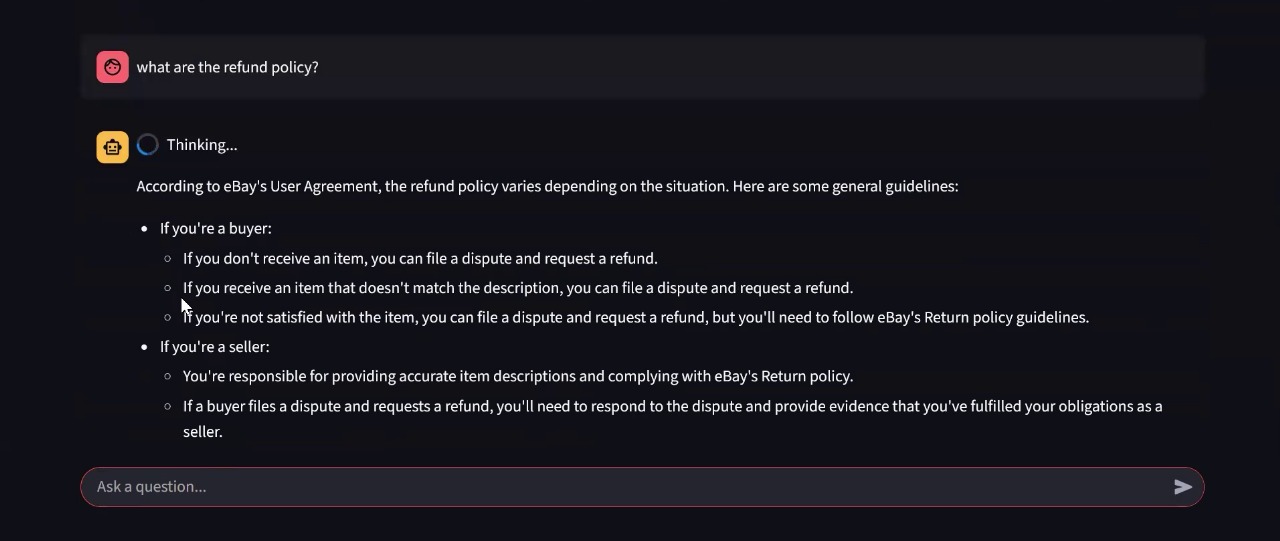 what are the refund policy?
Thinking...
According to eBay's User Agreement, the refund policy varies depending on the situation. Here are some general guidelines:
If you're a buyer:
If you don't receive an item, you can file a dispute and request a refund.
If you receive an item that doesn't match the description, you can file a dispute and request a refund.
If you're not satisfied with the item, you can file a dispute and request a refund, but you'll need to follow eBay's Return policy guidelines.
If you're a seller:
You're responsible for providing accurate item descriptions and complying with eBay's Return policy.
If a buyer files a dispute and requests a refund, you'll need to respond to the dispute and provide evidence that you've fulfilled your obligations as a
seller.
Ask a question...